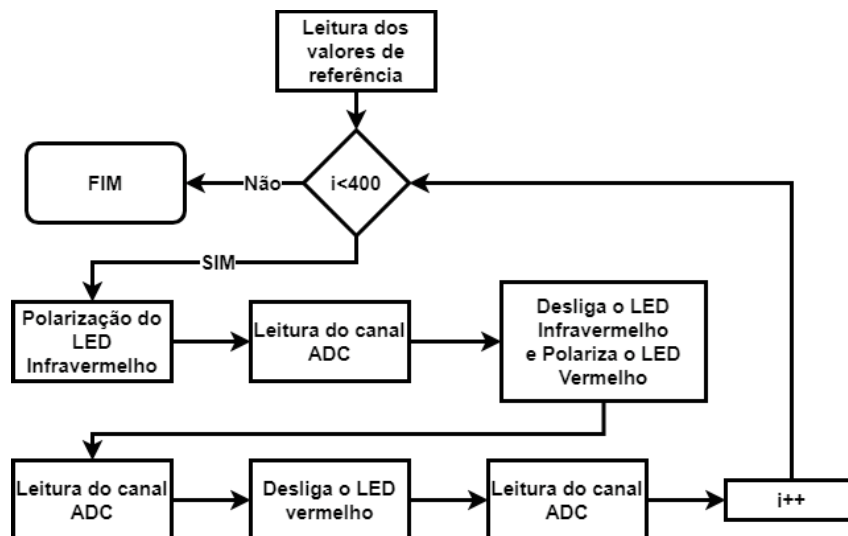 Leitura dos
valores de
referência
i<400
Não
FIM
SIM
Polarização do
LED
Infravermelho
Leitura do canal
ADC
Desliga o LED
Infravermelho
e Polariza o LED
Vermelho
Leitura do canal
ADC
Desliga o LED
vermelho
Leitura do canal
ADC
i++